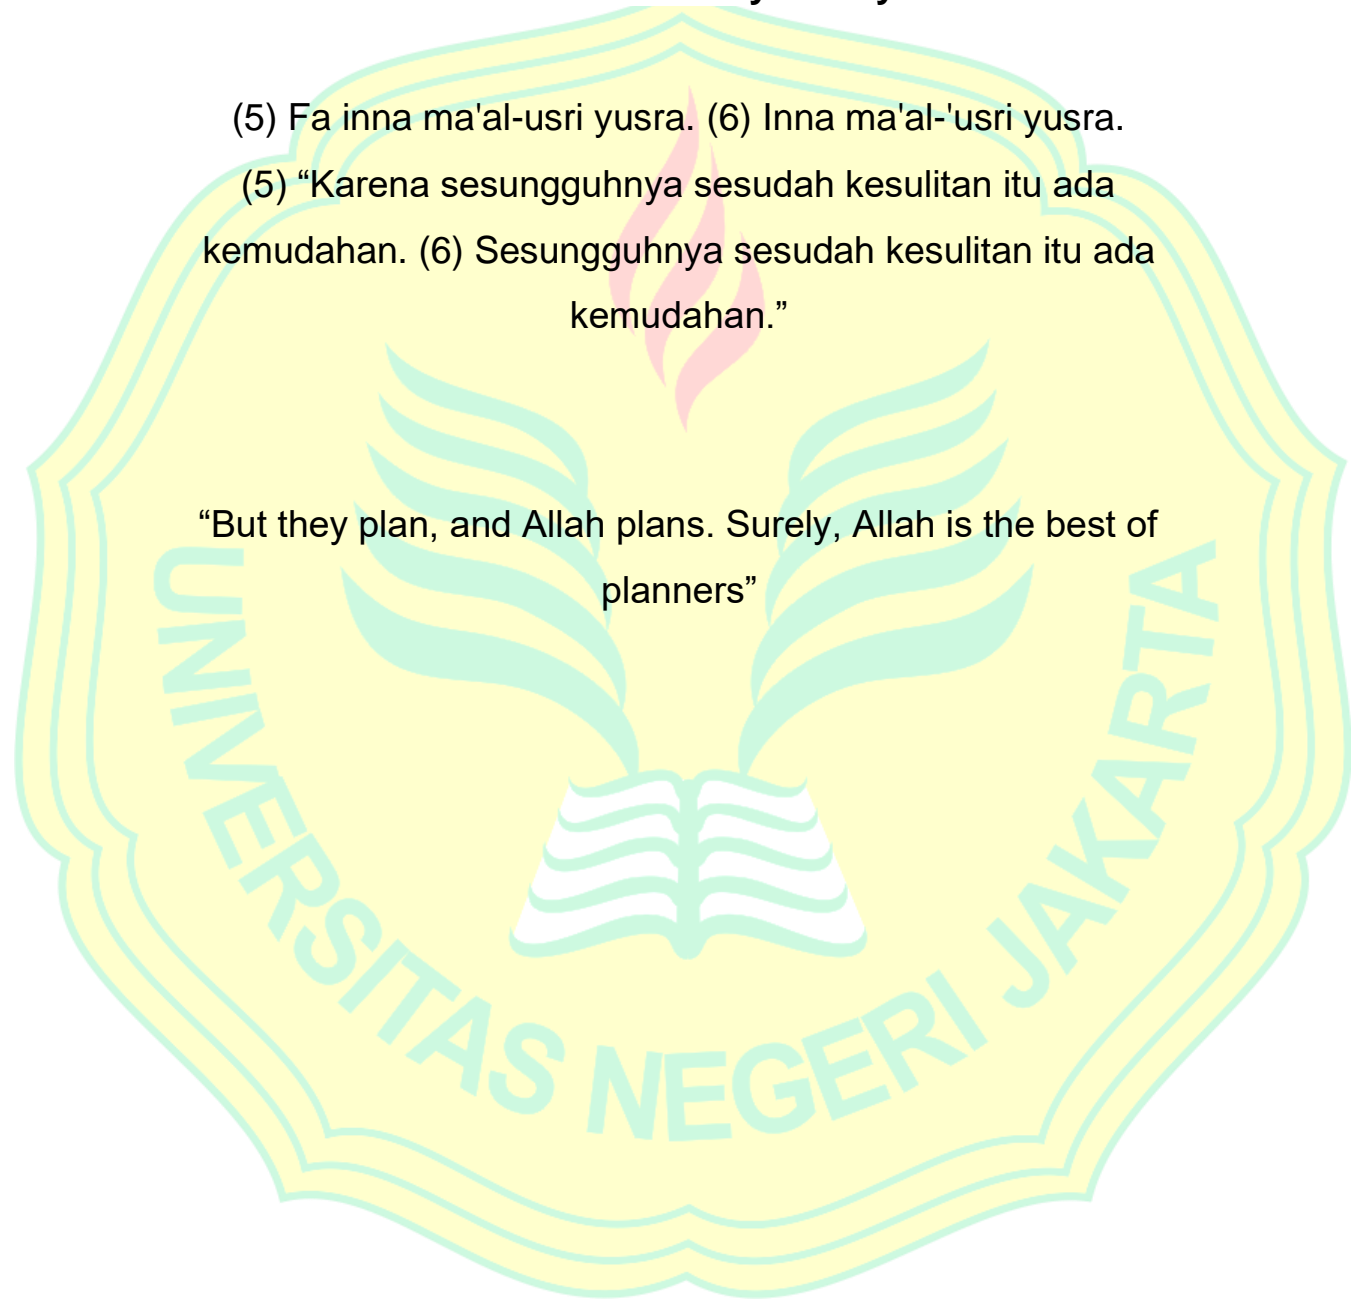 (5) Fa inna ma'al-usri yusra. (6) Inna ma'al-'usri yusra.
(5) “Karena sesungguhnya sesudah kesulitan itu ada
kemudahan. (6) Sesungguhnya sesudah kesulitan itu ada
kemudahan.”
“But they plan, and Allah plans. Surely, Allah is the best of
planners”
UNIVERSITAS NEGERI JAKARTA